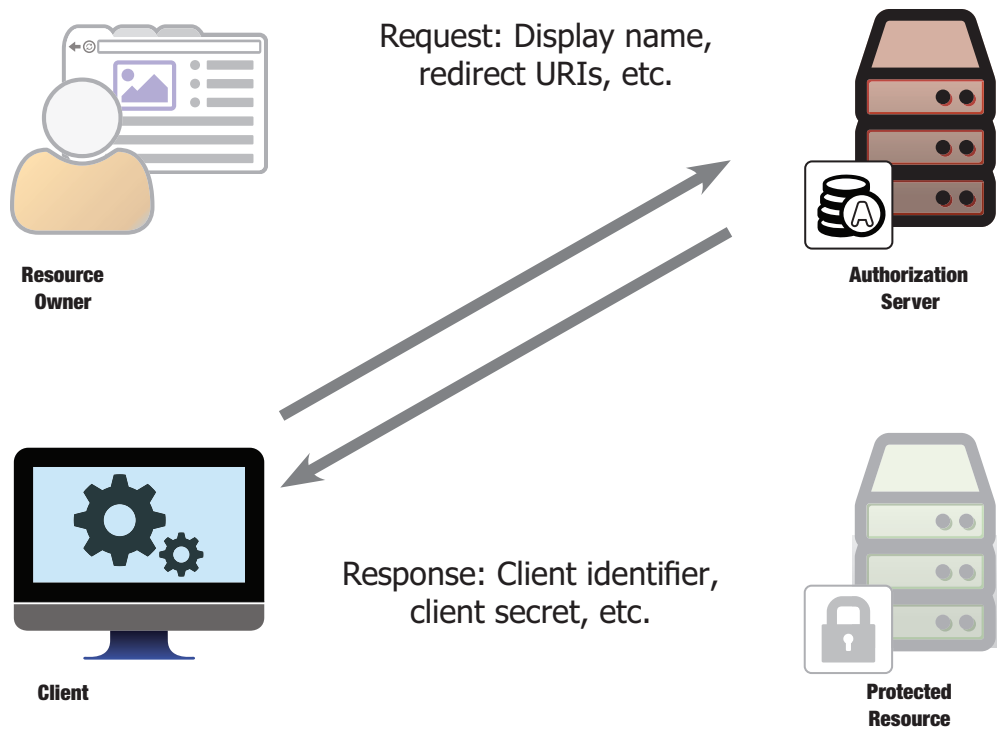 Request: Display name,
redirect URIs, etc.
A
Resource
Owner
Authorization
Server
Response: Client identifier,
client secret, etc.
Client
Protected
Resource